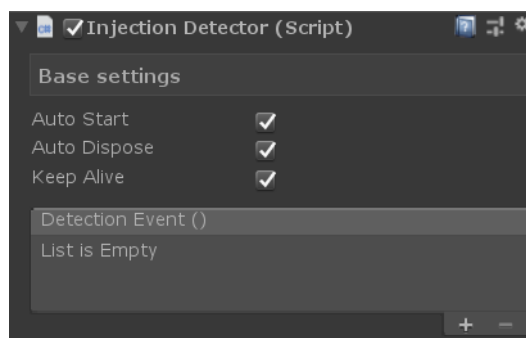 Injection Detector (Script)
Base settings
Auto Start
Auto Dispose
Keep Alive
Detection Event ()
List is Empty